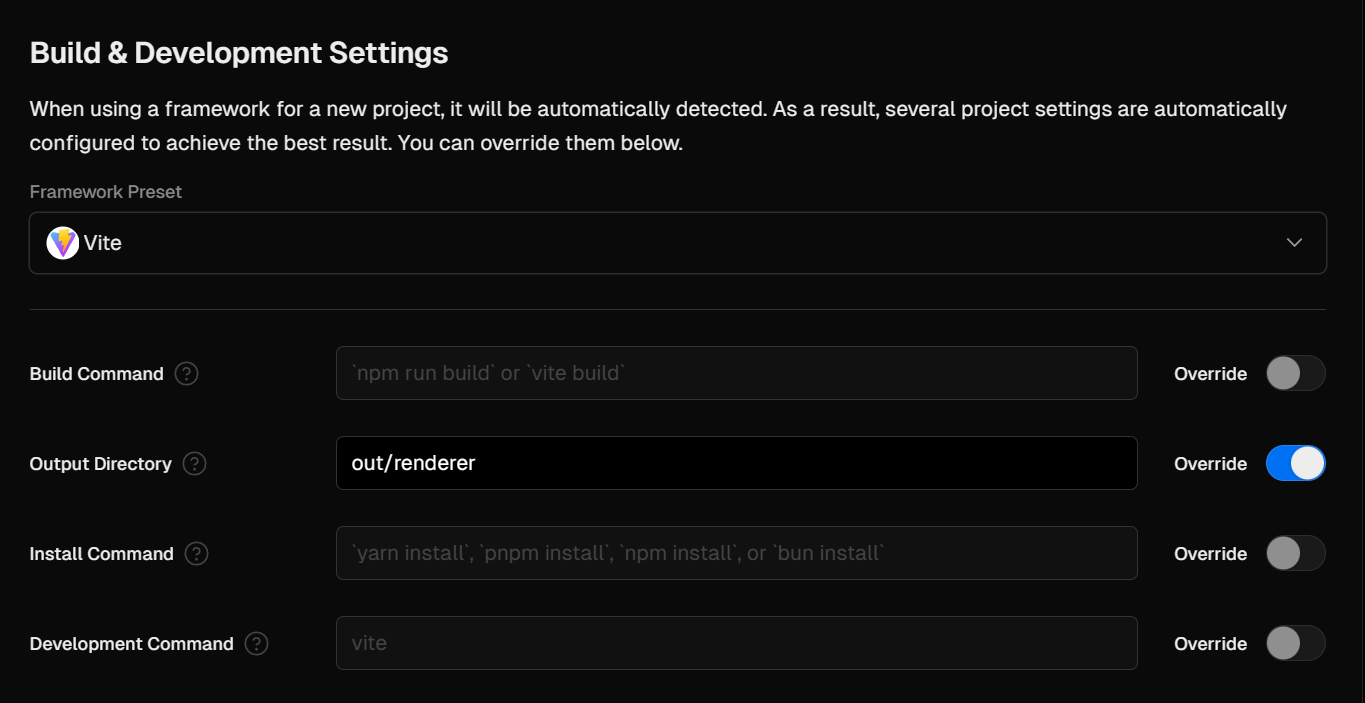 Build & Development Settings
When using a framework for a new project, it will be automatically detected. As a result, several project settings are automatically
configured to achieve the best result. You can override them below.
Framework Preset
Vite
Build Command ?
`npm run build` or `vite build`
Override
Output Directory ?
out/renderer
Override
Install Command ?
`yarn install`, `pnpm install`, `npm install`, or `bun install`
Override
Development Command ?
vite
Override